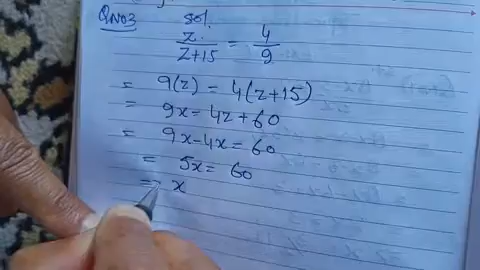 QNO3 sol.
z/z+15 = 4/9
= 9(z) = 4(z+15)
= 9x = 4z + 60
= 9x - 4x = 60
= 5x = 60
= x